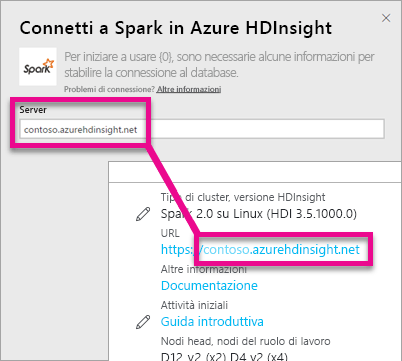 Connetti a Spark in Azure HDInsight
Spark
Per iniziare a usare {0}, sono necessarie alcune informazioni per
stabilire la connessione al database.
Problemi di connessione? Altre informazioni
Server
contoso.azurehdinsight.net
Tipo di cluster, versione HDInsight
Spark 2.0 su Linux (HDI 3.5.1000.0)
URL
https://contoso.azurehdinsight.net
Altre informazioni
Documentazione
Attività iniziali
Guida introduttiva
Nodi head, nodi del ruolo di lavoro
D12 v2 (x2) D4 v2 (x4)